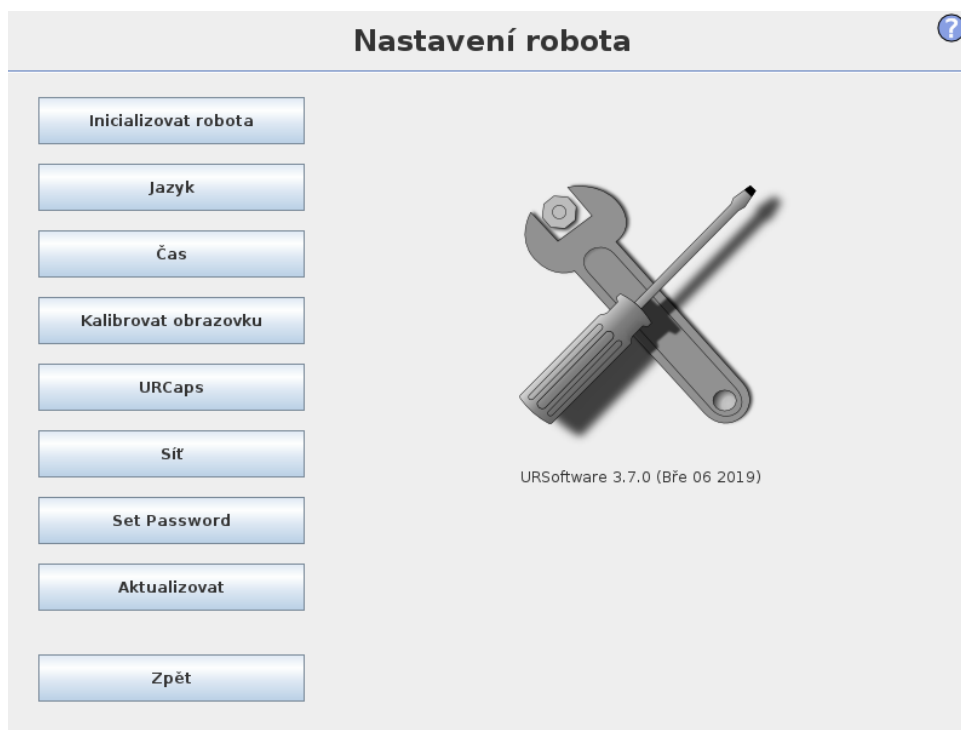 Nastavení robota
?
Inicializovat robota
Jazyk
Čas
Kalibrovat obrazovku
URCaps
Síť
Set Password
Aktualizovat
Zpět
URSoftware 3.7.0 (Bře 06 2019)